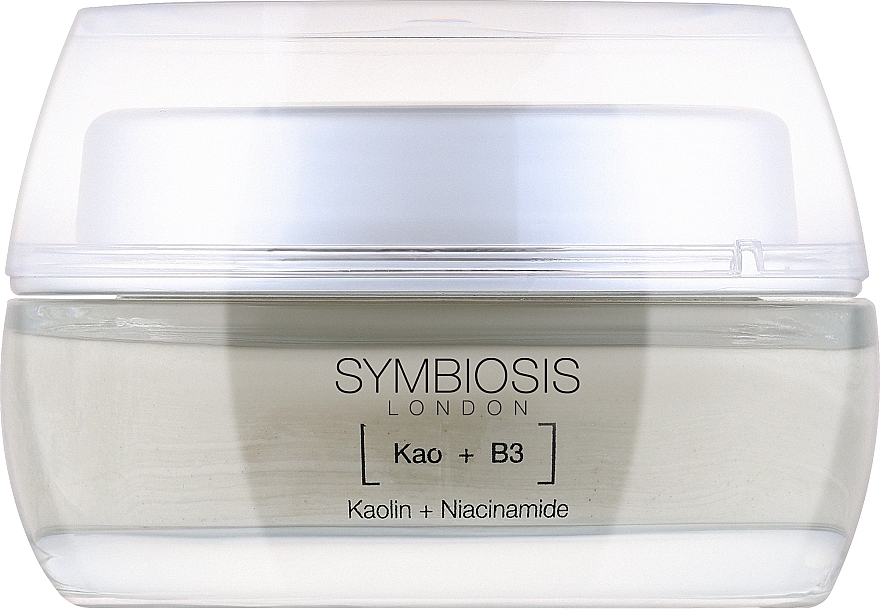 SYMBIOSIS
LONDON
[ Kao + B3 ]
Kaolin + Niacinamide